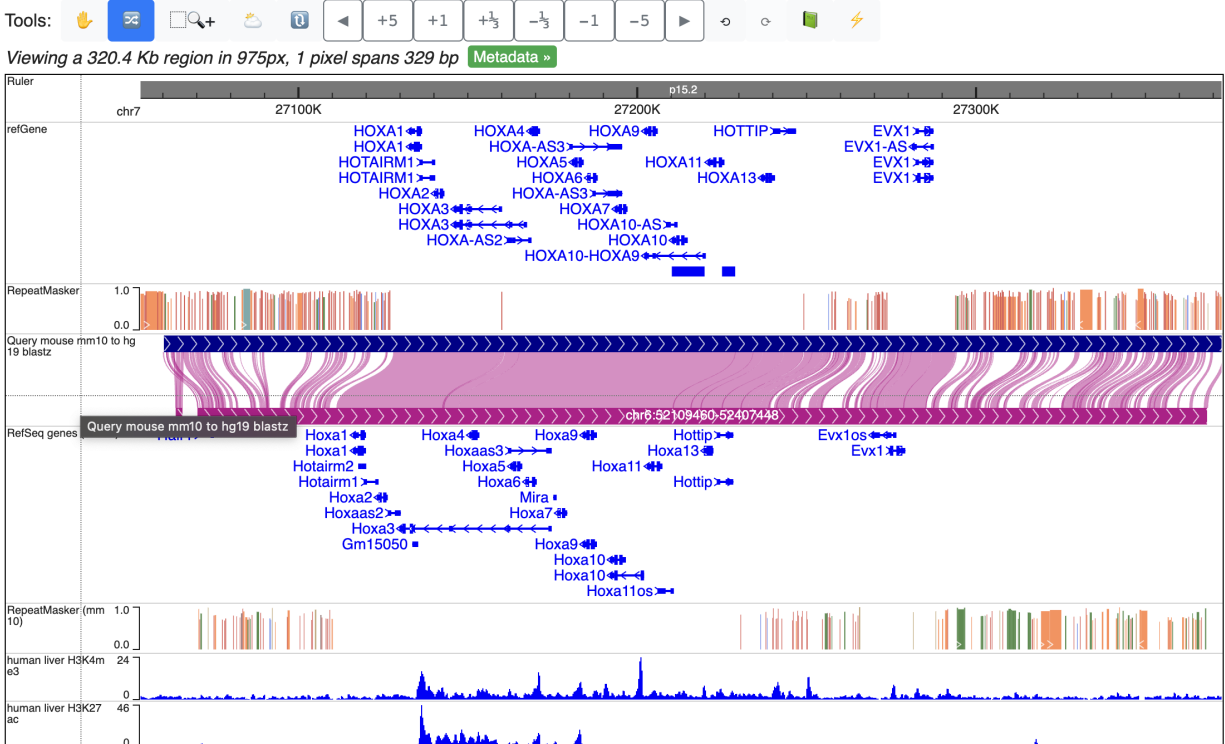 Tools: +5 +1 +⅓ -⅓ -1 -5
Viewing a 320.4 Kb region in 975px, 1 pixel spans 329 bp Metadata »
Ruler
p15.2
chr7 27100K 27200K 27300K
refGene
HOXA1 HOXA4 HOXA9 HOTTIP EVX1
HOXA1 HOXA-AS3 EVX1-AS
HOTAIRM1 HOXA5 HOXA11 EVX1
HOTAIRM1 HOXA6 HOXA13 EVX1
HOXA2 HOXA-AS3
HOXA3 HOXA7
HOXA3 HOXA10-AS
HOXA-AS2 HOXA10
HOXA10-HOXA9
RepeatMasker 1.0
0.0
Query mouse mm10 to hg
19 blastz
chr6:52109460-52407448
Query mouse mm10 to hg19 blastz
RefSeq genes
Hoxa1 Hoxa4 Hoxa9 Hottip Evx1os
Hoxa1 Hoxaas3 Hoxa13 Evx1
Hotairm2 Hoxa5 Hoxa11
Hotairm1 Hoxa6 Hottip
Hoxa2 Mira
Hoxaas2 Hoxa7
Hoxa3
Gm15050 Hoxa9
Hoxa10
Hoxa10
Hoxa11os
RepeatMasker (mm
10)
1.0
0.0
human liver H3K4m
e3
24
0
human liver H3K27
ac
46
0